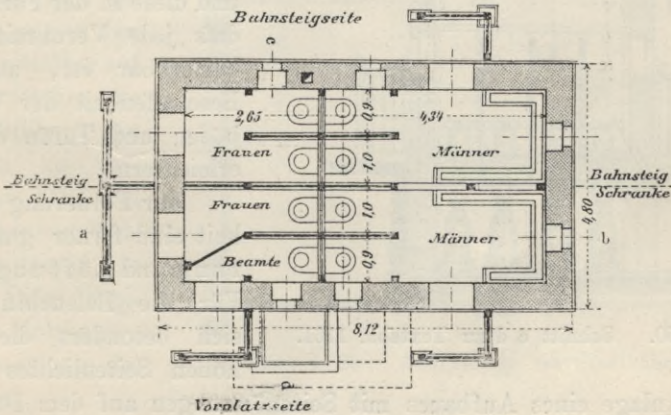 Bahnsteigseite
c
2,65
4,34
0,9
Frauen
1,0
Männer
Bahnsteig
Schranke
Bahnsteig
Schranke
a
Frauen
1,0
4,80
b
Männer
Beamte
0,9
8,12
d
Vorplatzseite